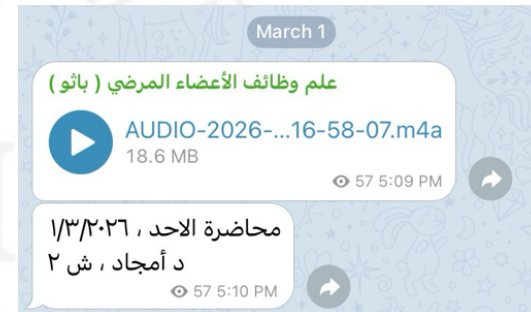 March 1
علم وظائف الأعضاء المرضي ( باثو )
AUDIO-2026-...16-58-07.m4a
18.6 MB
57 5:09 PM
محاضرة الاحد ، ١/٣/٢٠٢٦
د أمجاد ، ش ٢
57 5:10 PM